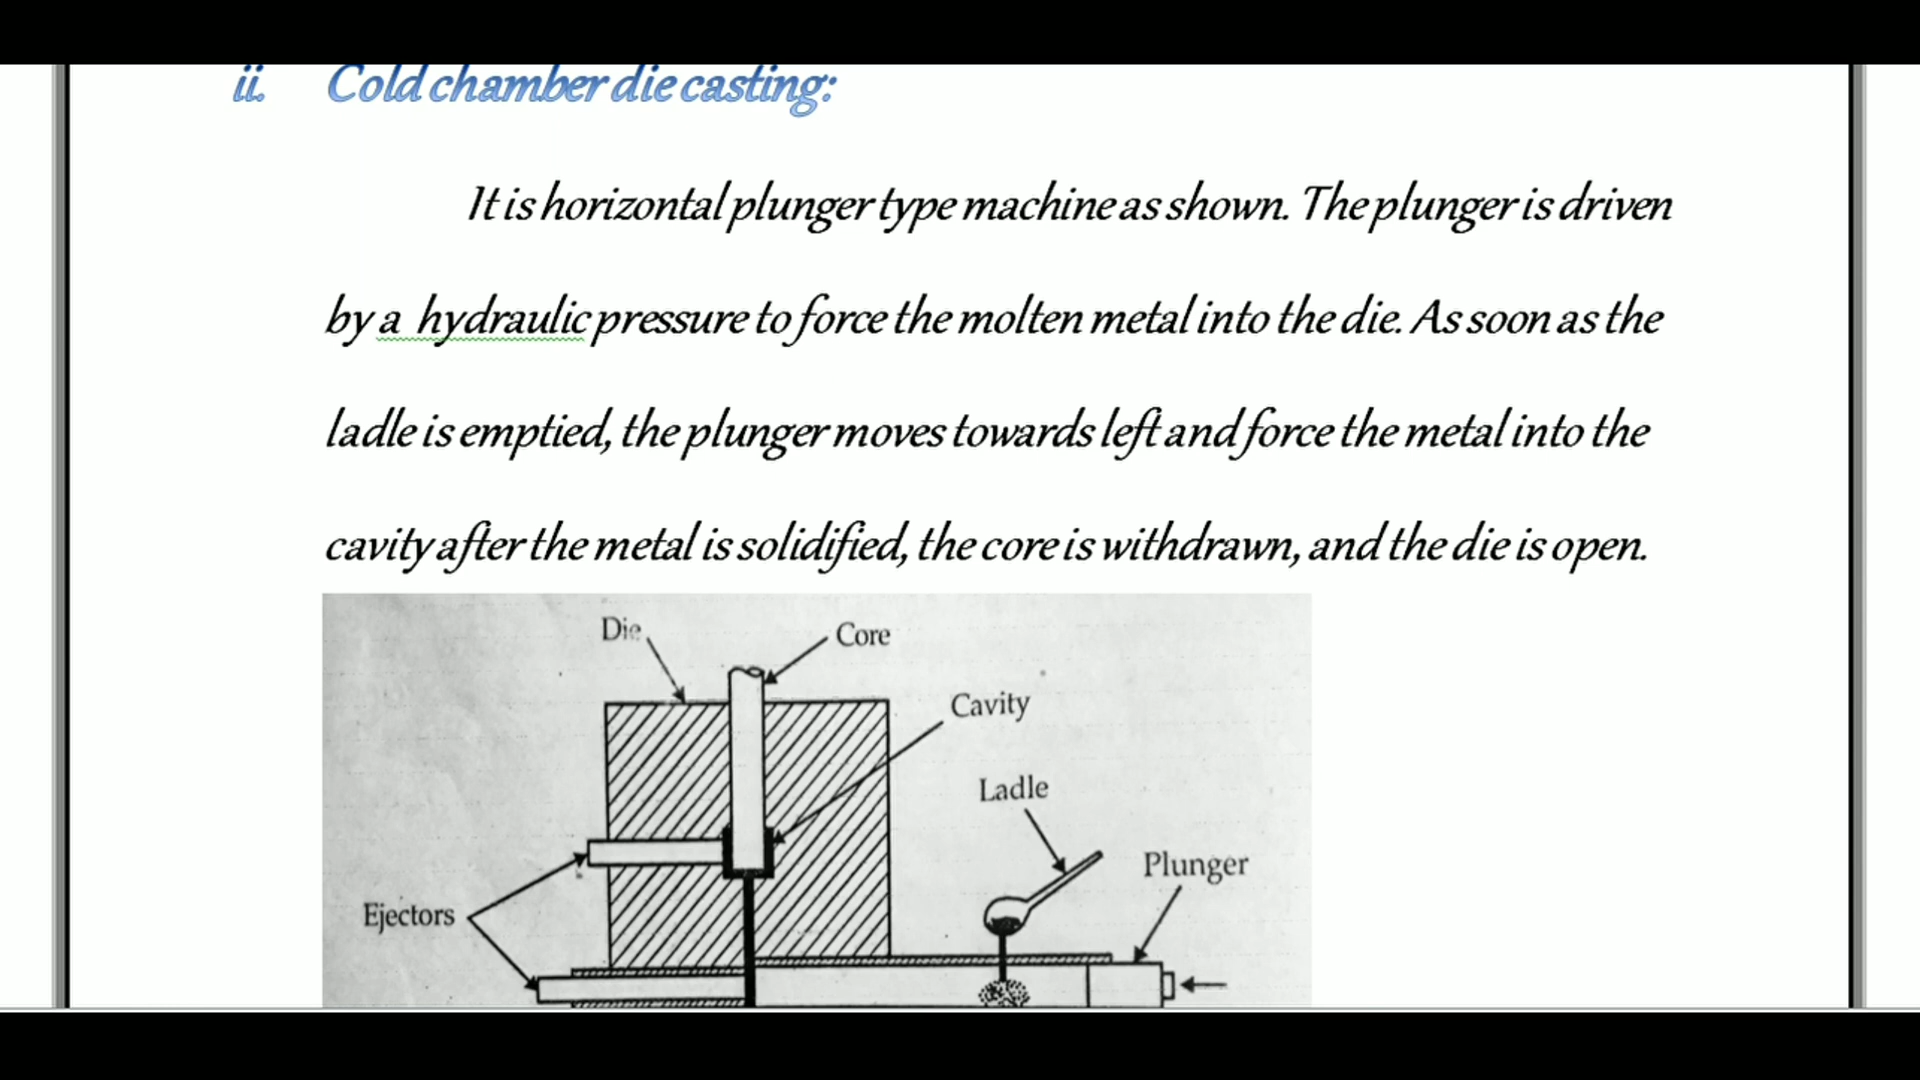 ii. Cold chamber die casting:
It is horizontal plunger type machine as shown. The plunger is driven
by a hydraulic pressure to force the molten metal into the die. As soon as the
ladle is emptied, the plunger moves towards left and force the metal into the
cavity after the metal is solidified, the core is withdrawn, and the die is open.
Die
Core
Cavity
Ladle
Plunger
Ejectors